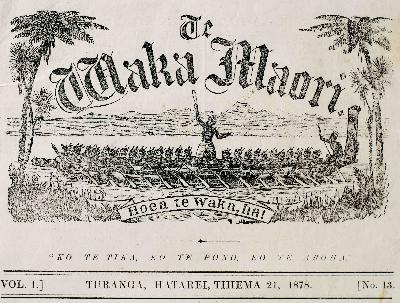 Te
Waka Maori
Hoea te Waka, ha!
"KO TE TIKA, KO TE PONO, KO TE AROHA."
VOL. 1.] TURANGA, HATAREI, TIHEMA 21, 1878. [No. 13.